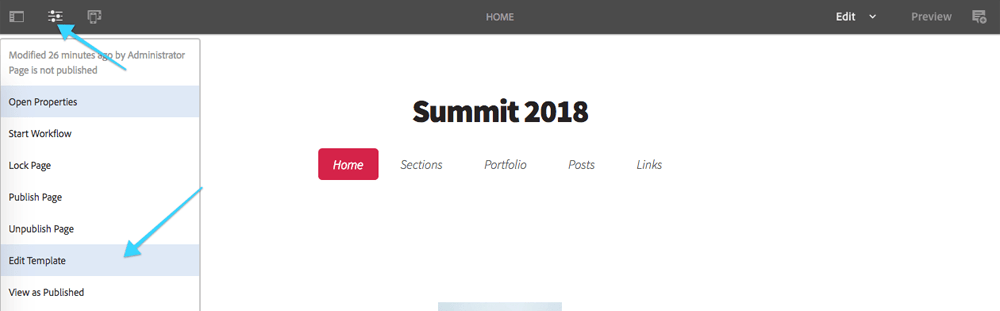 HOME
Edit
Preview
Modified 26 minutes ago by Administrator
Page is not published
Open Properties
Start Workflow
Lock Page
Publish Page
Unpublish Page
Edit Template
View as Published
Summit 2018
Home Sections Portfolio Posts Links